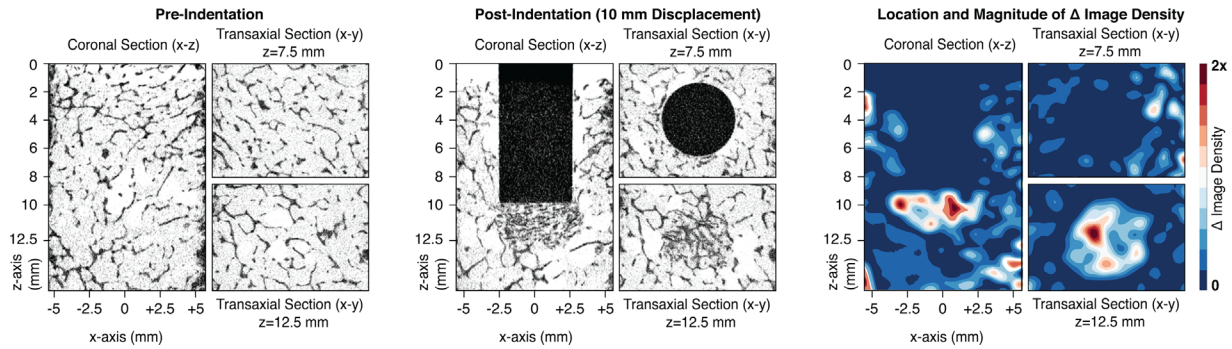 Pre-Indentation
Coronal Section (x-z)
Transaxial Section (x-y)
z=7.5 mm
0
2
4
6
8
10
12.5
z-axis
(mm)
-5
-2.5
0
+2.5
+5
x-axis (mm)
Transaxial Section (x-y)
z=12.5 mm
Post-Indentation (10 mm Discplacement)
Coronal Section (x-z)
Transaxial Section (x-y)
z=7.5 mm
0
2
4
6
8
10
12.5
z-axis
(mm)
-5
-2.5
0
+2.5
+5
x-axis (mm)
Transaxial Section (x-y)
z=12.5 mm
Location and Magnitude of Δ Image Density
Coronal Section (x-z)
Transaxial Section (x-y)
z=7.5 mm
0
2
4
6
8
10
12.5
z-axis
(mm)
-5
-2.5
0
+2.5
+5
x-axis (mm)
Transaxial Section (x-y)
z=12.5 mm
2x
Δ Image Density
0